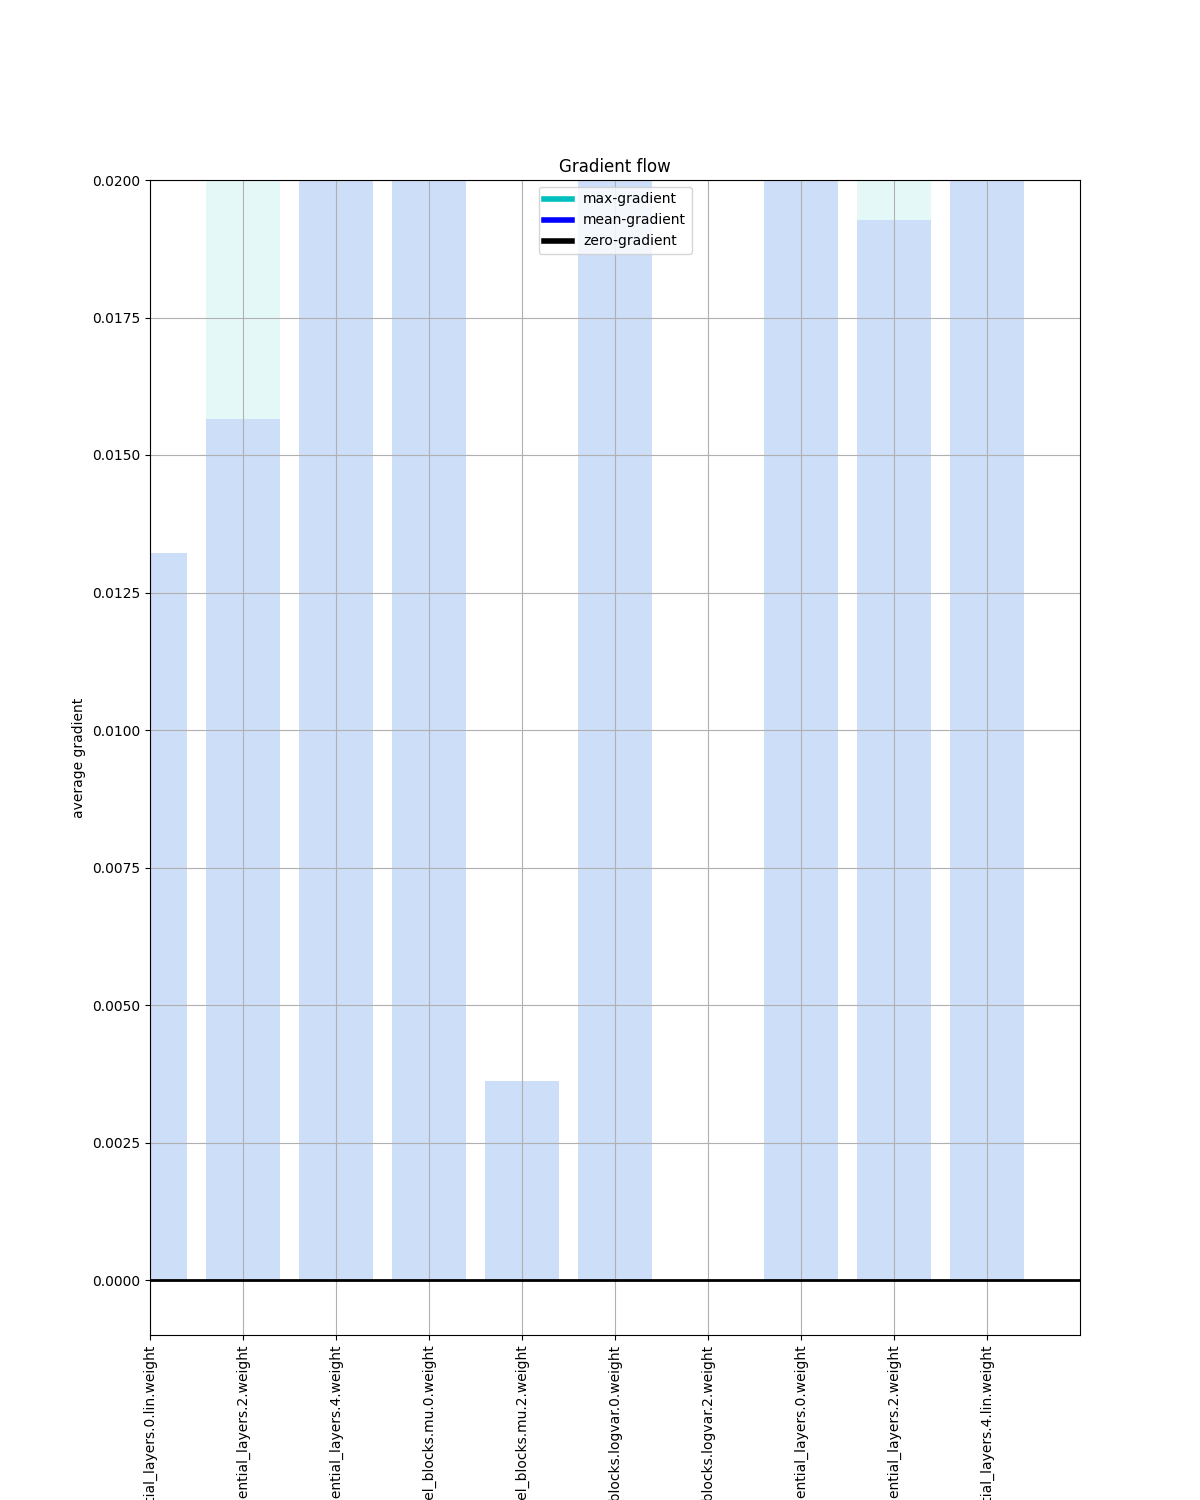 Gradient flow
max-gradient
mean-gradient
zero-gradient
0.0200
0.0175
0.0150
0.0125
0.0100
0.0075
0.0050
0.0025
0.0000
average gradient
tial_layers.0.lin.weight
ential_layers.2.weight
ential_layers.4.weight
el_blocks.mu.0.weight
el_blocks.mu.2.weight
blocks.logvar.0.weight
blocks.logvar.2.weight
ential_layers.0.weight
ential_layers.2.weight
tial_layers.4.lin.weight